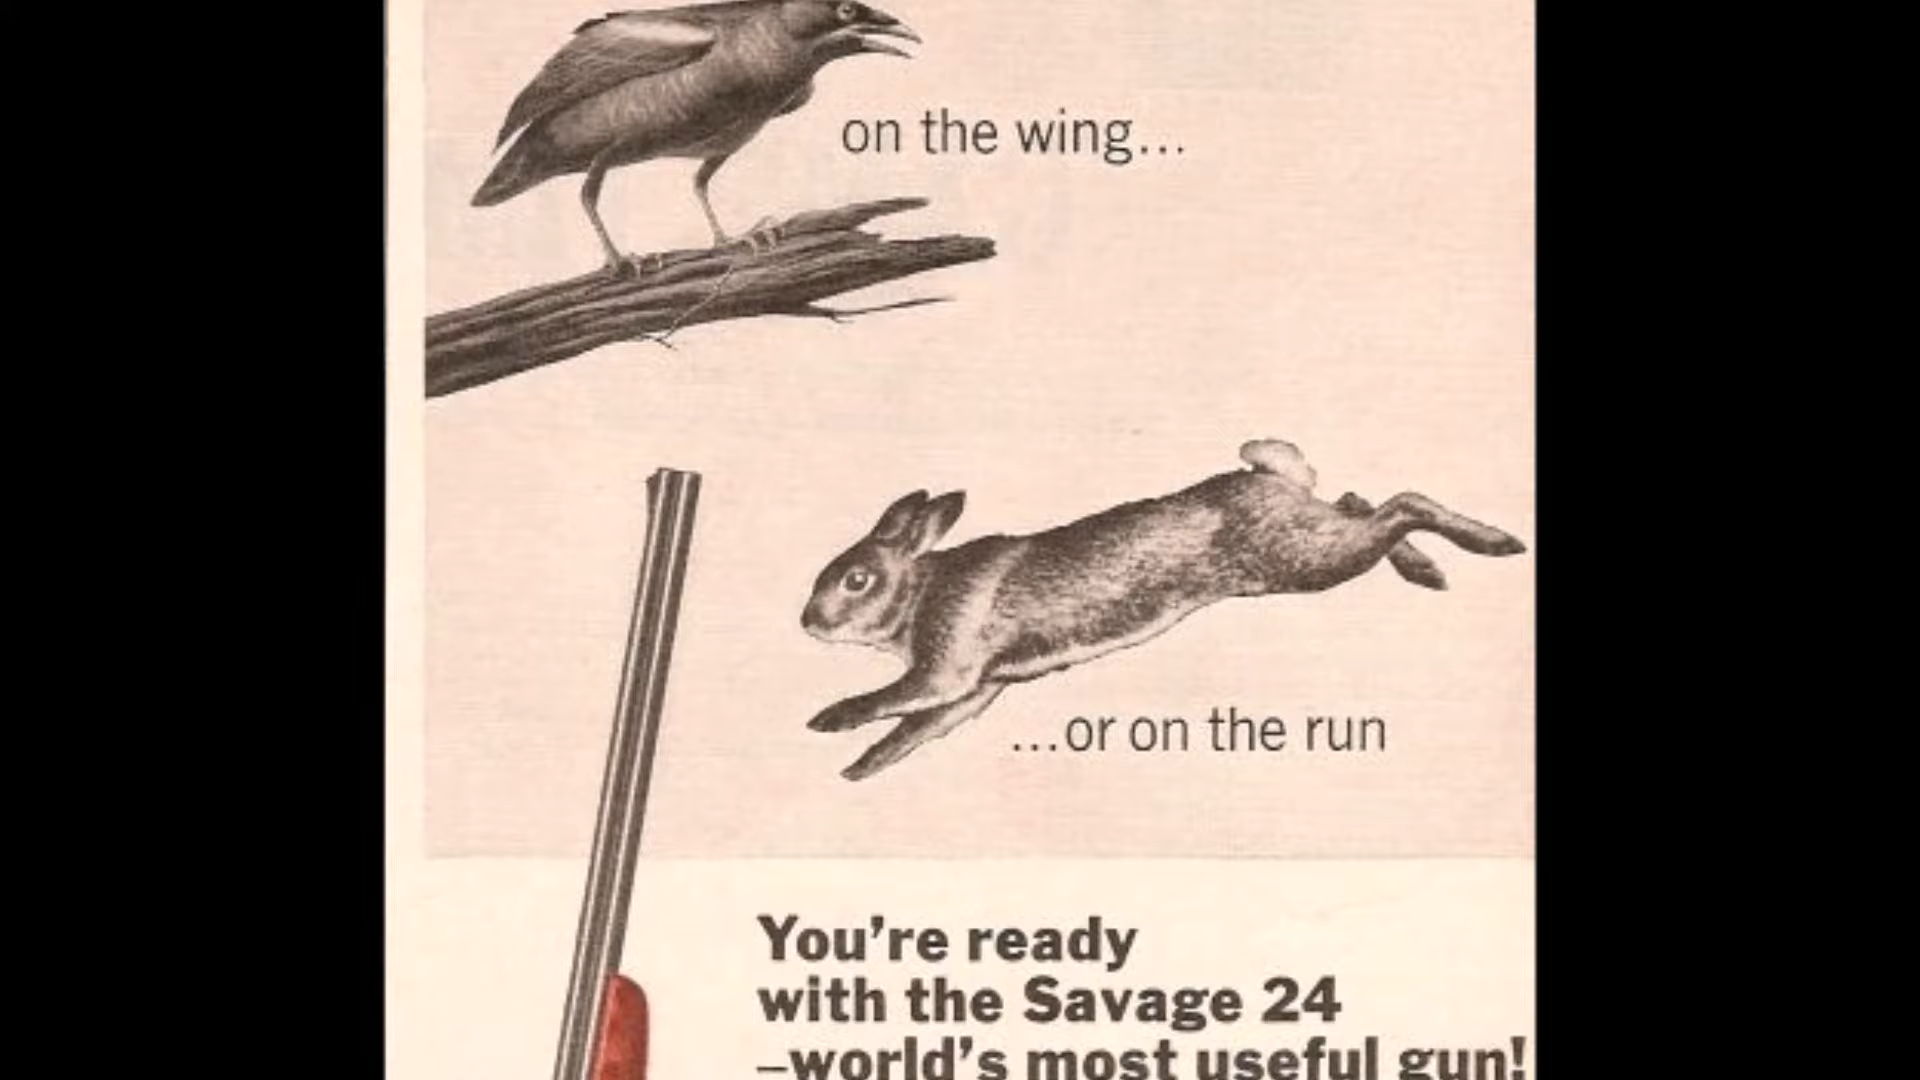 on the wing...
...or on the run
You're ready
with the Savage 24
–world's most useful gun!